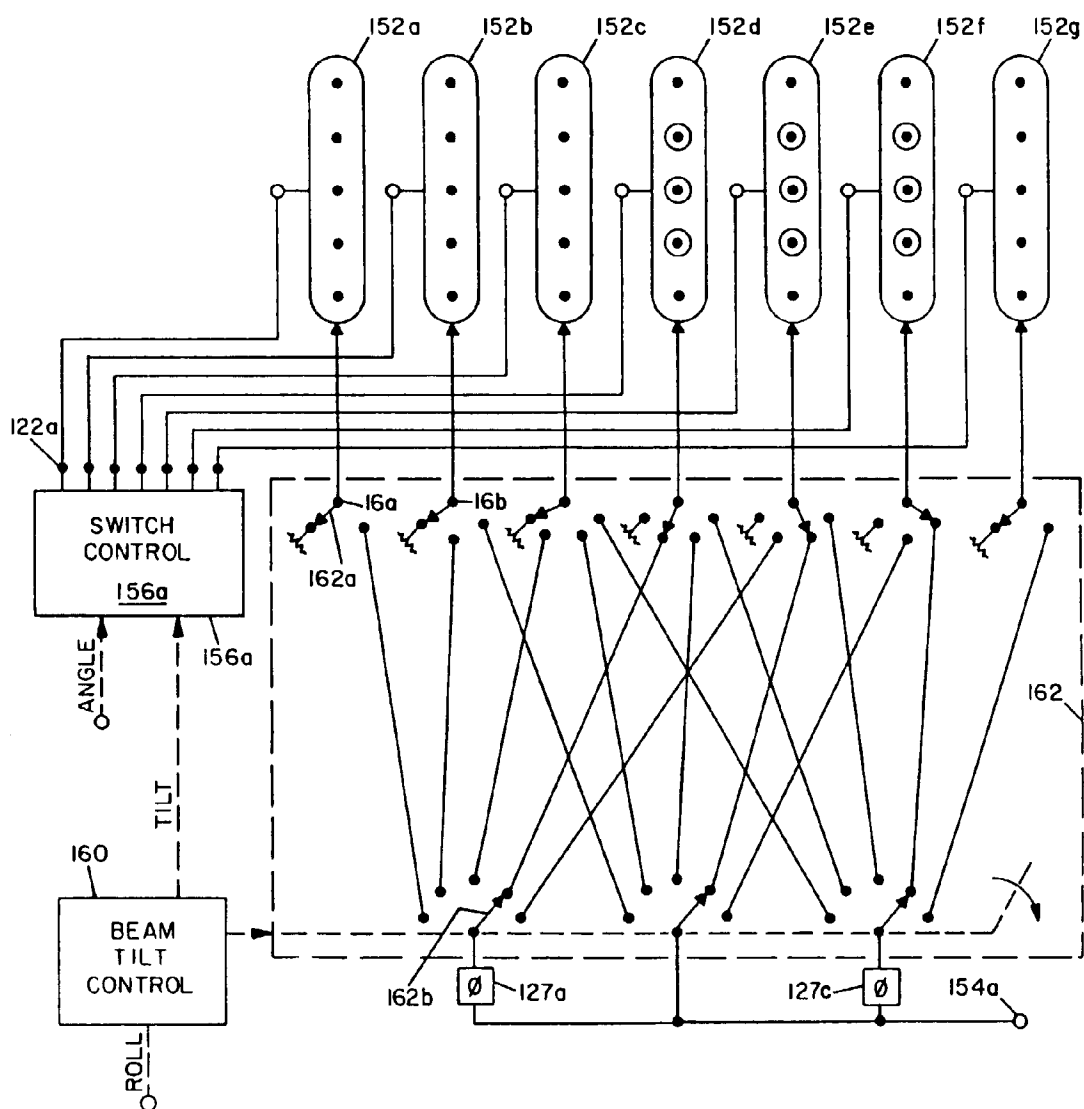 152a 152b 152c 152d 152e 152f 152g
122a
16a 16b
SWITCH
CONTROL
156a
162a
156a
ANGLE
162
TILT
160
BEAM
TILT
CONTROL
162b
Ø 127a
127c Ø
154a
ROLL